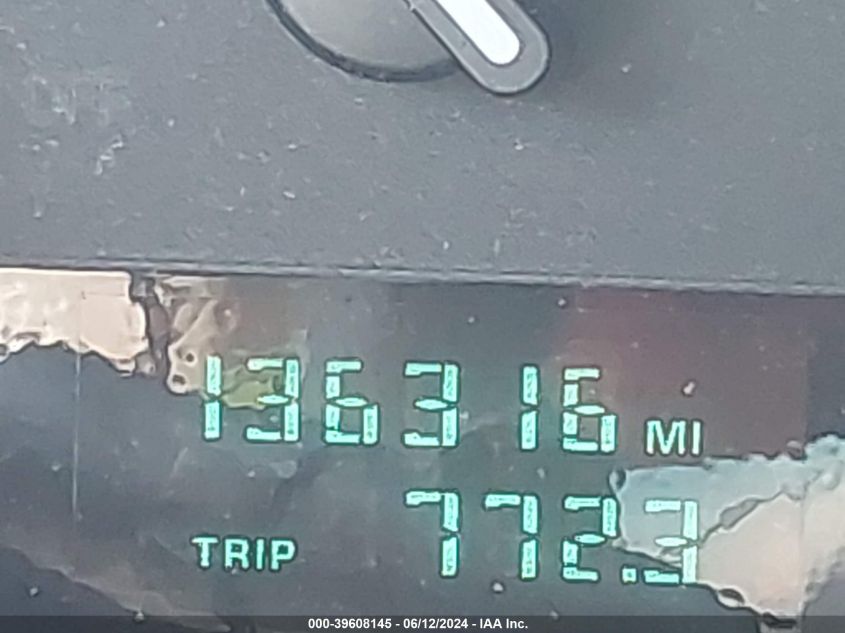 136316 MI
TRIP 772.3
000-39608145 - 06/12/2024 - IAA Inc.